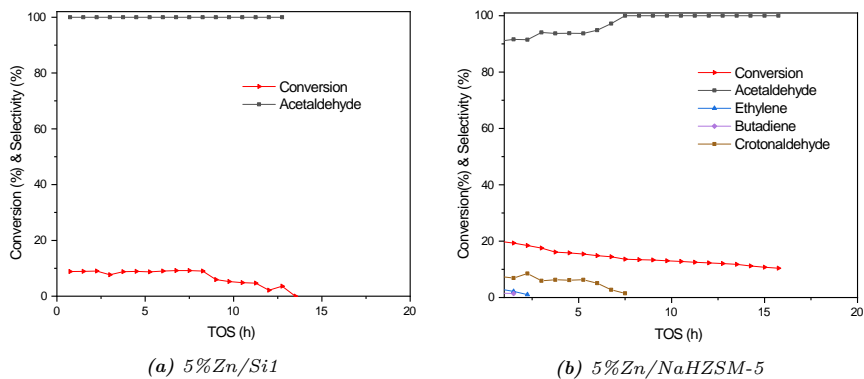 100
80
60
40
20
0
Conversion (%) & Selectivity (%)
Conversion
Acetaldehyde
0
5
10
15
20
TOS (h)
(a) 5%Zn/Si1
100
80
60
40
20
0
Conversion(%) & Selectivity (%)
Conversion
Acetaldehyde
Ethylene
Butadiene
Crotonaldehyde
5
10
15
20
TOS (h)
(b) 5%Zn/NaHZSM-5